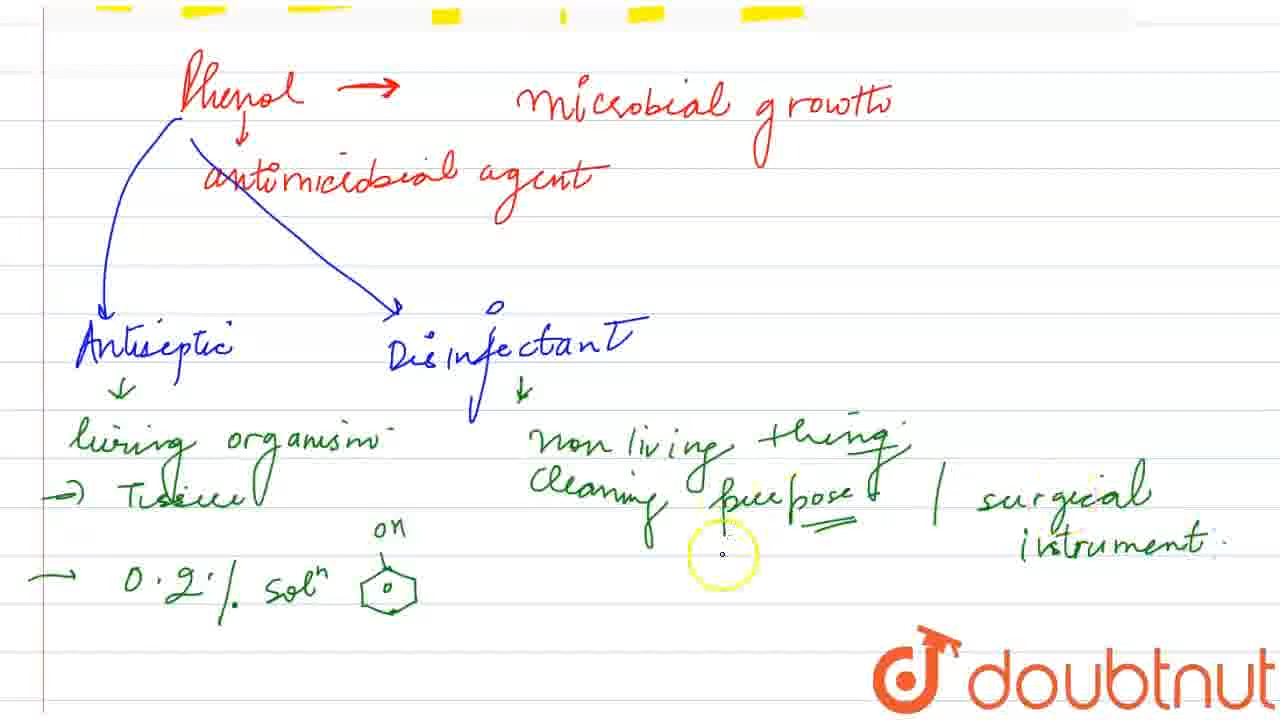 Phenol → microbial growth
↓
antimicrobial agent
Antiseptic Disinfectant
↓ ↓
living organism non living thing
→ Tissue cleaning purpose / surgical
instrument
OH
→ 0.2% solⁿ
doubtnut